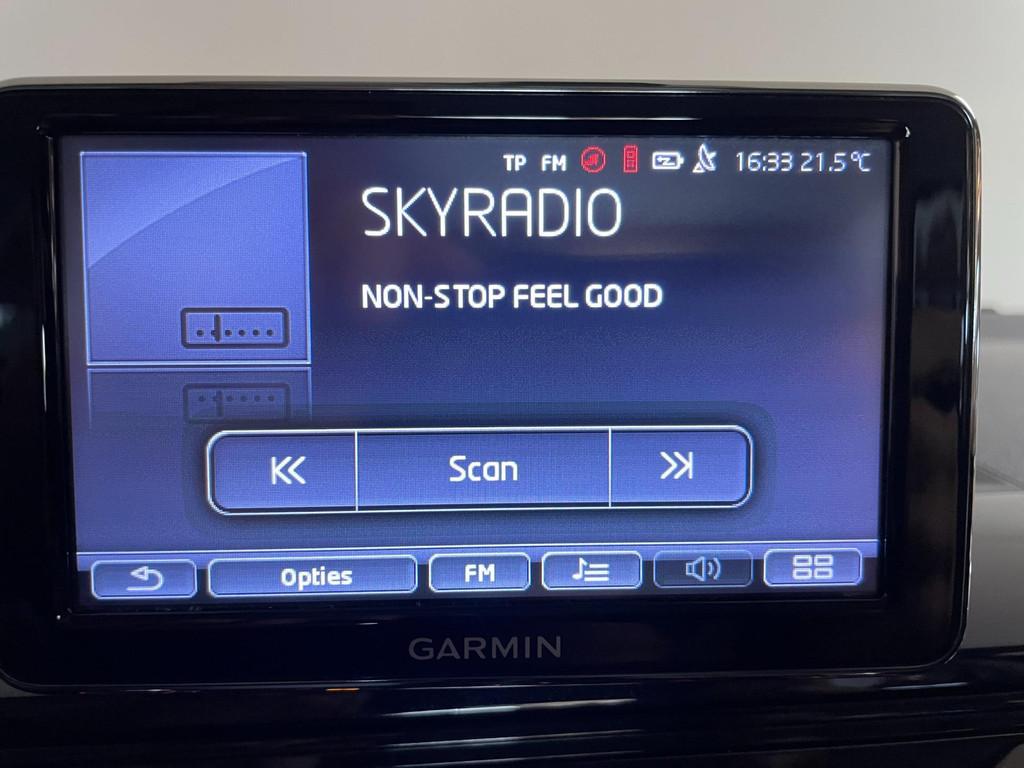 TP FM 16:33 21.5°C
SKYRADIO
NON-STOP FEEL GOOD
Scan
Opties
FM
GARMIN